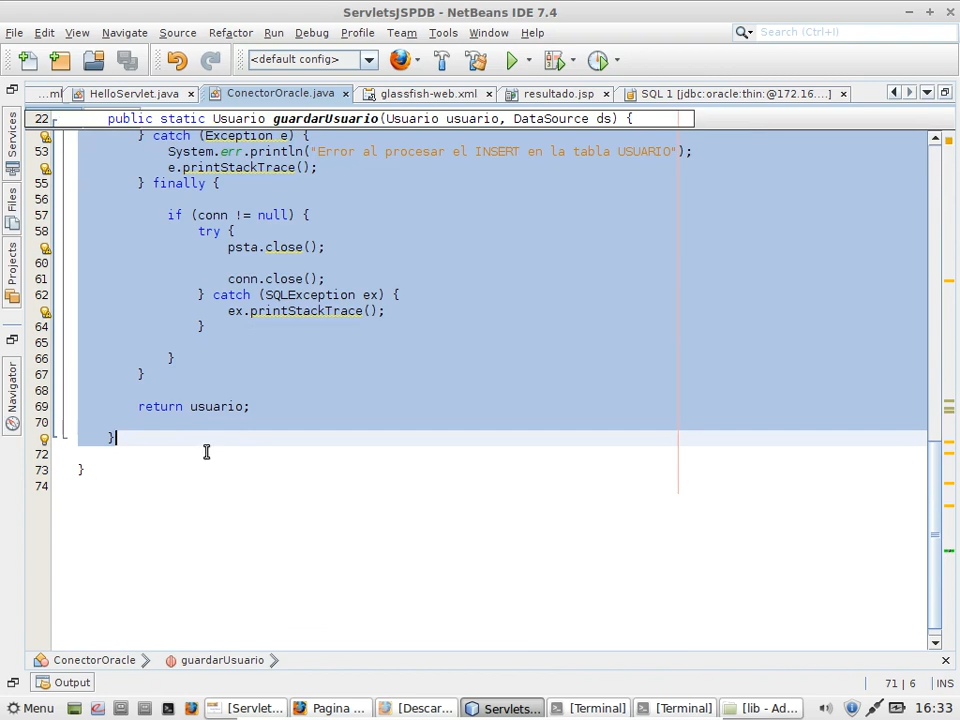 ServletsJSPDB - NetBeans IDE 7.4
File Edit View Navigate Source Refactor Run Debug Profile Team Tools Window Help
Search (Ctrl+I)
<default config>
...ml HelloServlet.java ConectorOracle.java glassfish-web.xml resultado.jsp SQL 1 [jdbc:oracle:thin:@172.16....]
Services
Files
Projects
Navigator
22 public static Usuario guardarUsuario(Usuario usuario, DataSource ds) {
} catch (Exception e) {
53 System.err.println("Error al procesar el INSERT en la tabla USUARIO");
e.printStackTrace();
55 } finally {
56
57 if (conn != null) {
58 try {
psta.close();
60
61 conn.close();
62 } catch (SQLException ex) {
ex.printStackTrace();
64 }
65
66 }
67 }
68
69 return usuario;
70
}
72
73 }
74
ConectorOracle guardarUsuario
Output
71 | 6 INS
Menu [Servlet... Pagina ... [Descar... Servlets... [Terminal] [Terminal] [lib - Ad... 16:33